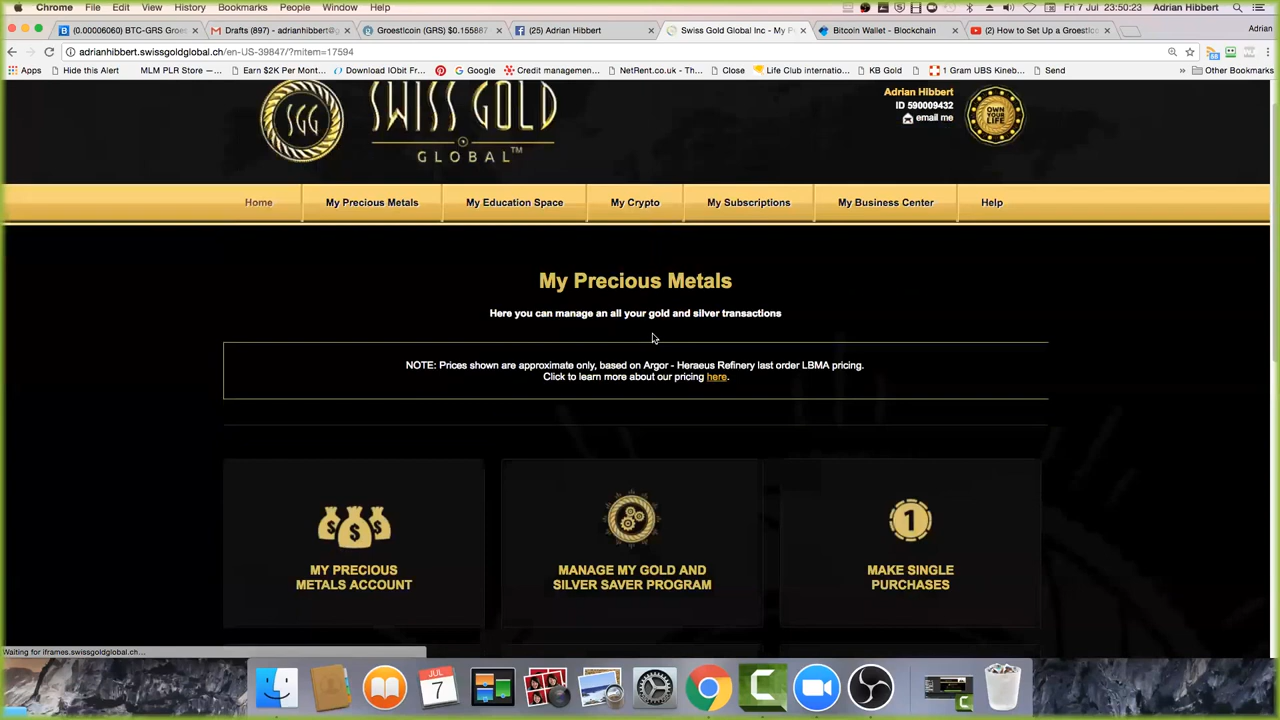 Chrome File Edit View History Bookmarks People Window Help Fri 7 Jul 23:50:23 Adrian Hibbert
(0.00006060) BTC-GRS Groes Drafts (897) - adrianhibbert@g Groestlcoin (GRS) $0.155887 (25) Adrian Hibbert Swiss Gold Global Inc - My P Bitcoin Wallet - Blockchain (2) How to Set Up a Groestlco Adrian
adrianhibbert.swissgoldglobal.ch/en-US-39847/?mitem=17594
Apps Hide this Alert MLM PLR Store —... Earn $2K Per Mont... Download IObit Fr... Google Credit managemen... NetRent.co.uk - Th... Close Life Club internatio... KB Gold 1 Gram UBS Kineb... Send » Other Bookmarks
SGG
SWISS GOLD
GLOBAL™
Adrian Hibbert
ID 590009432
email me
OWN YOUR LIFE
Home My Precious Metals My Education Space My Crypto My Subscriptions My Business Center Help
My Precious Metals
Here you can manage an all your gold and silver transactions
NOTE: Prices shown are approximate only, based on Argor - Heraeus Refinery last order LBMA pricing.
Click to learn more about our pricing here.
MY PRECIOUS
METALS ACCOUNT
MANAGE MY GOLD AND
SILVER SAVER PROGRAM
1
MAKE SINGLE
PURCHASES
Waiting for iframes.swissgoldglobal.ch...
JUL
7